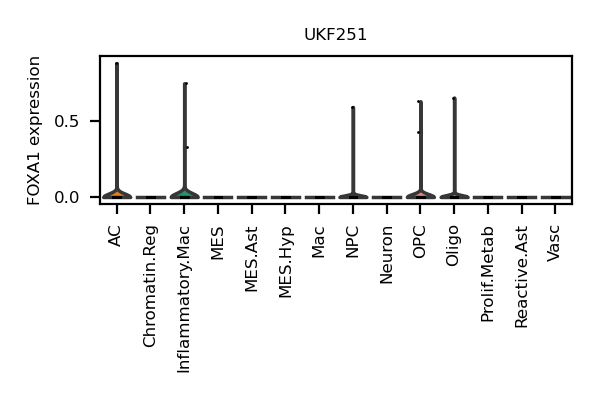 UKF251
FOXA1 expression
0.5
0.0
AC
Chromatin.Reg
Inflammatory.Mac
MES
MES.Ast
MES.Hyp
Mac
NPC
Neuron
OPC
Oligo
Prolif.Metab
Reactive.Ast
Vasc